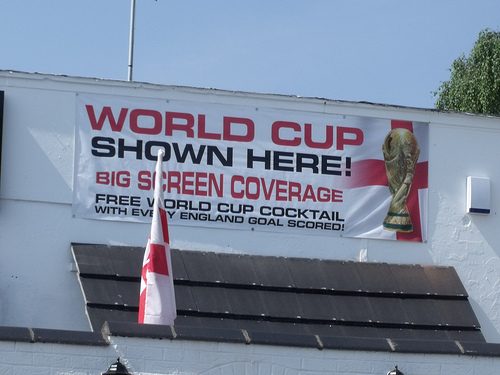 WORLD CUP
SHOWN HERE!
BIG SCREEN COVERAGE
FREE WORLD CUP COCKTAIL
WITH EVERY ENGLAND GOAL SCORED!